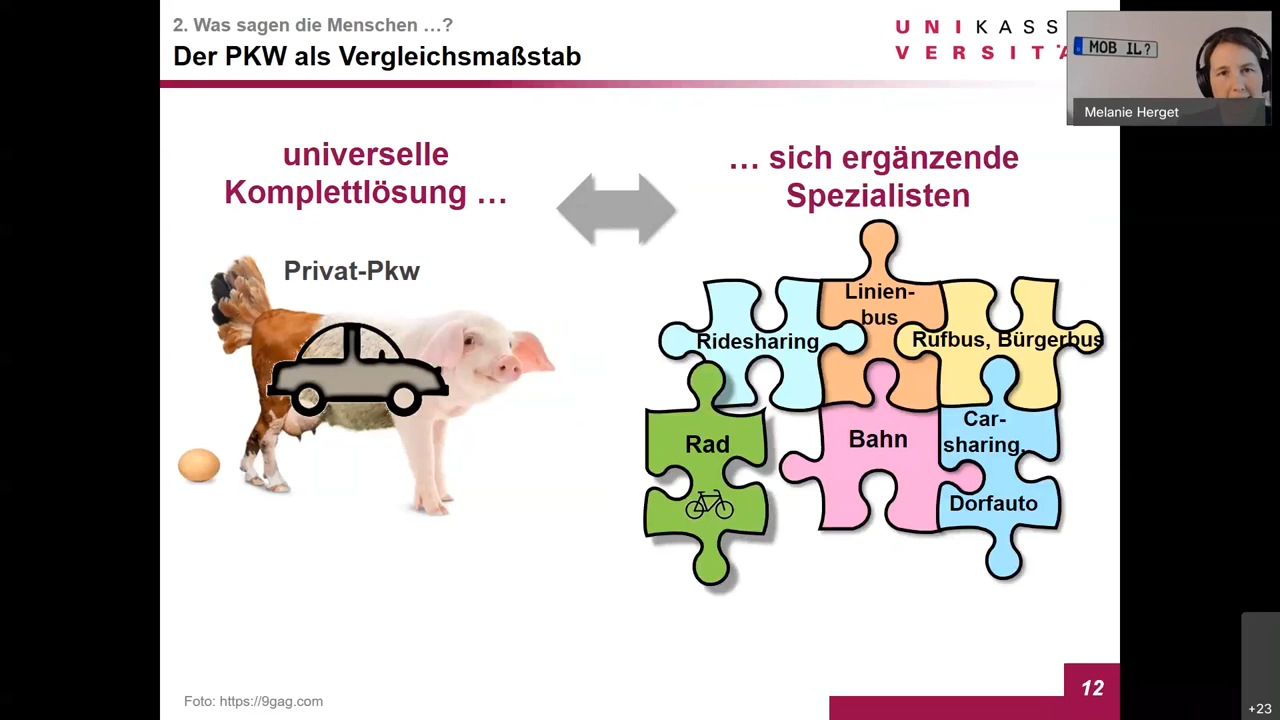 2. Was sagen die Menschen …?
Der PKW als Vergleichsmaßstab
UNIKASS
VERSITÄ
MOB IL?
Melanie Herget
universelle
Komplettlösung …
… sich ergänzende
Spezialisten
Privat-Pkw
Linien-
bus
Ridesharing
Rufbus, Bürgerbus
Rad
Bahn
Car-
sharing,
Dorfauto
Foto: https://9gag.com
12
+23